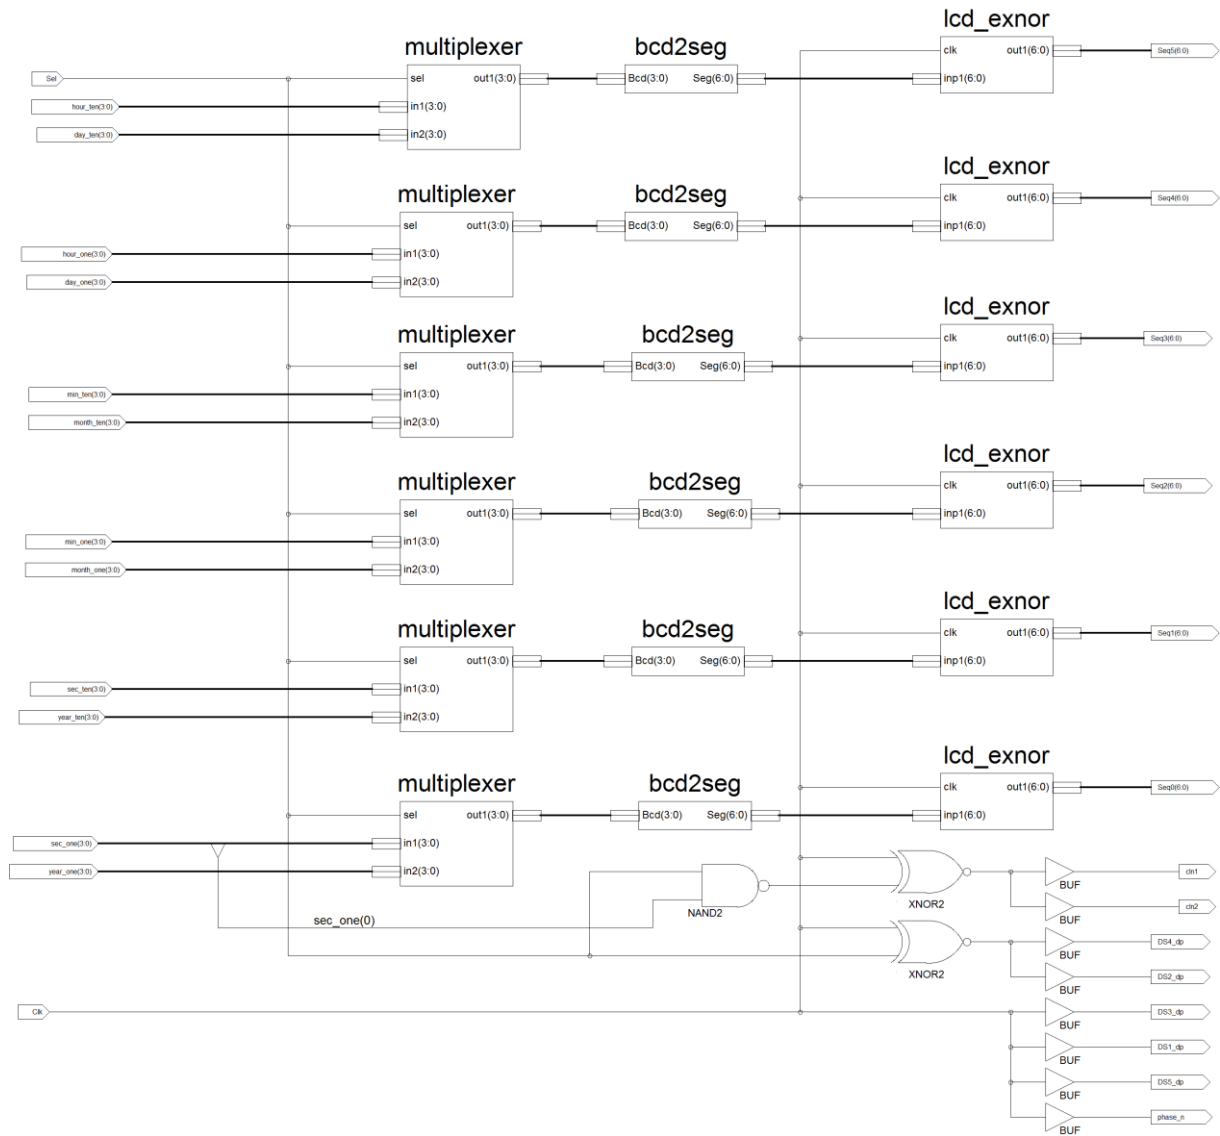 lcd_exnor
multiplexer
bcd2seg
clk
out1(6:0)
Seq5(6:0)
Sel
sel
out1(3:0)
Bcd(3:0)
Seg(6:0)
inp1(6:0)
hour_ten(3:0)
in1(3:0)
day_ten(3:0)
in2(3:0)
lcd_exnor
multiplexer
bcd2seg
clk
out1(6:0)
Seq4(6:0)
sel
out1(3:0)
Bcd(3:0)
Seg(6:0)
inp1(6:0)
hour_one(3:0)
in1(3:0)
day_one(3:0)
in2(3:0)
lcd_exnor
multiplexer
bcd2seg
clk
out1(6:0)
Seq3(6:0)
sel
out1(3:0)
Bcd(3:0)
Seg(6:0)
inp1(6:0)
min_ten(3:0)
in1(3:0)
month_ten(3:0)
in2(3:0)
lcd_exnor
multiplexer
bcd2seg
clk
out1(6:0)
Seq2(6:0)
sel
out1(3:0)
Bcd(3:0)
Seg(6:0)
inp1(6:0)
min_one(3:0)
in1(3:0)
month_one(3:0)
in2(3:0)
lcd_exnor
multiplexer
bcd2seg
clk
out1(6:0)
Seq1(6:0)
sel
out1(3:0)
Bcd(3:0)
Seg(6:0)
inp1(6:0)
sec_ten(3:0)
in1(3:0)
year_ten(3:0)
in2(3:0)
lcd_exnor
multiplexer
bcd2seg
clk
out1(6:0)
Seq0(6:0)
sel
out1(3:0)
Bcd(3:0)
Seg(6:0)
inp1(6:0)
sec_one(3:0)
in1(3:0)
year_one(3:0)
in2(3:0)
cln1
BUF
NAND2
XNOR2
cln2
sec_one(0)
BUF
DS4_dp
XNOR2
BUF
DS2_dp
BUF
Clk
DS3_dp
BUF
DS1_dp
BUF
DS5_dp
BUF
phase_n
BUF